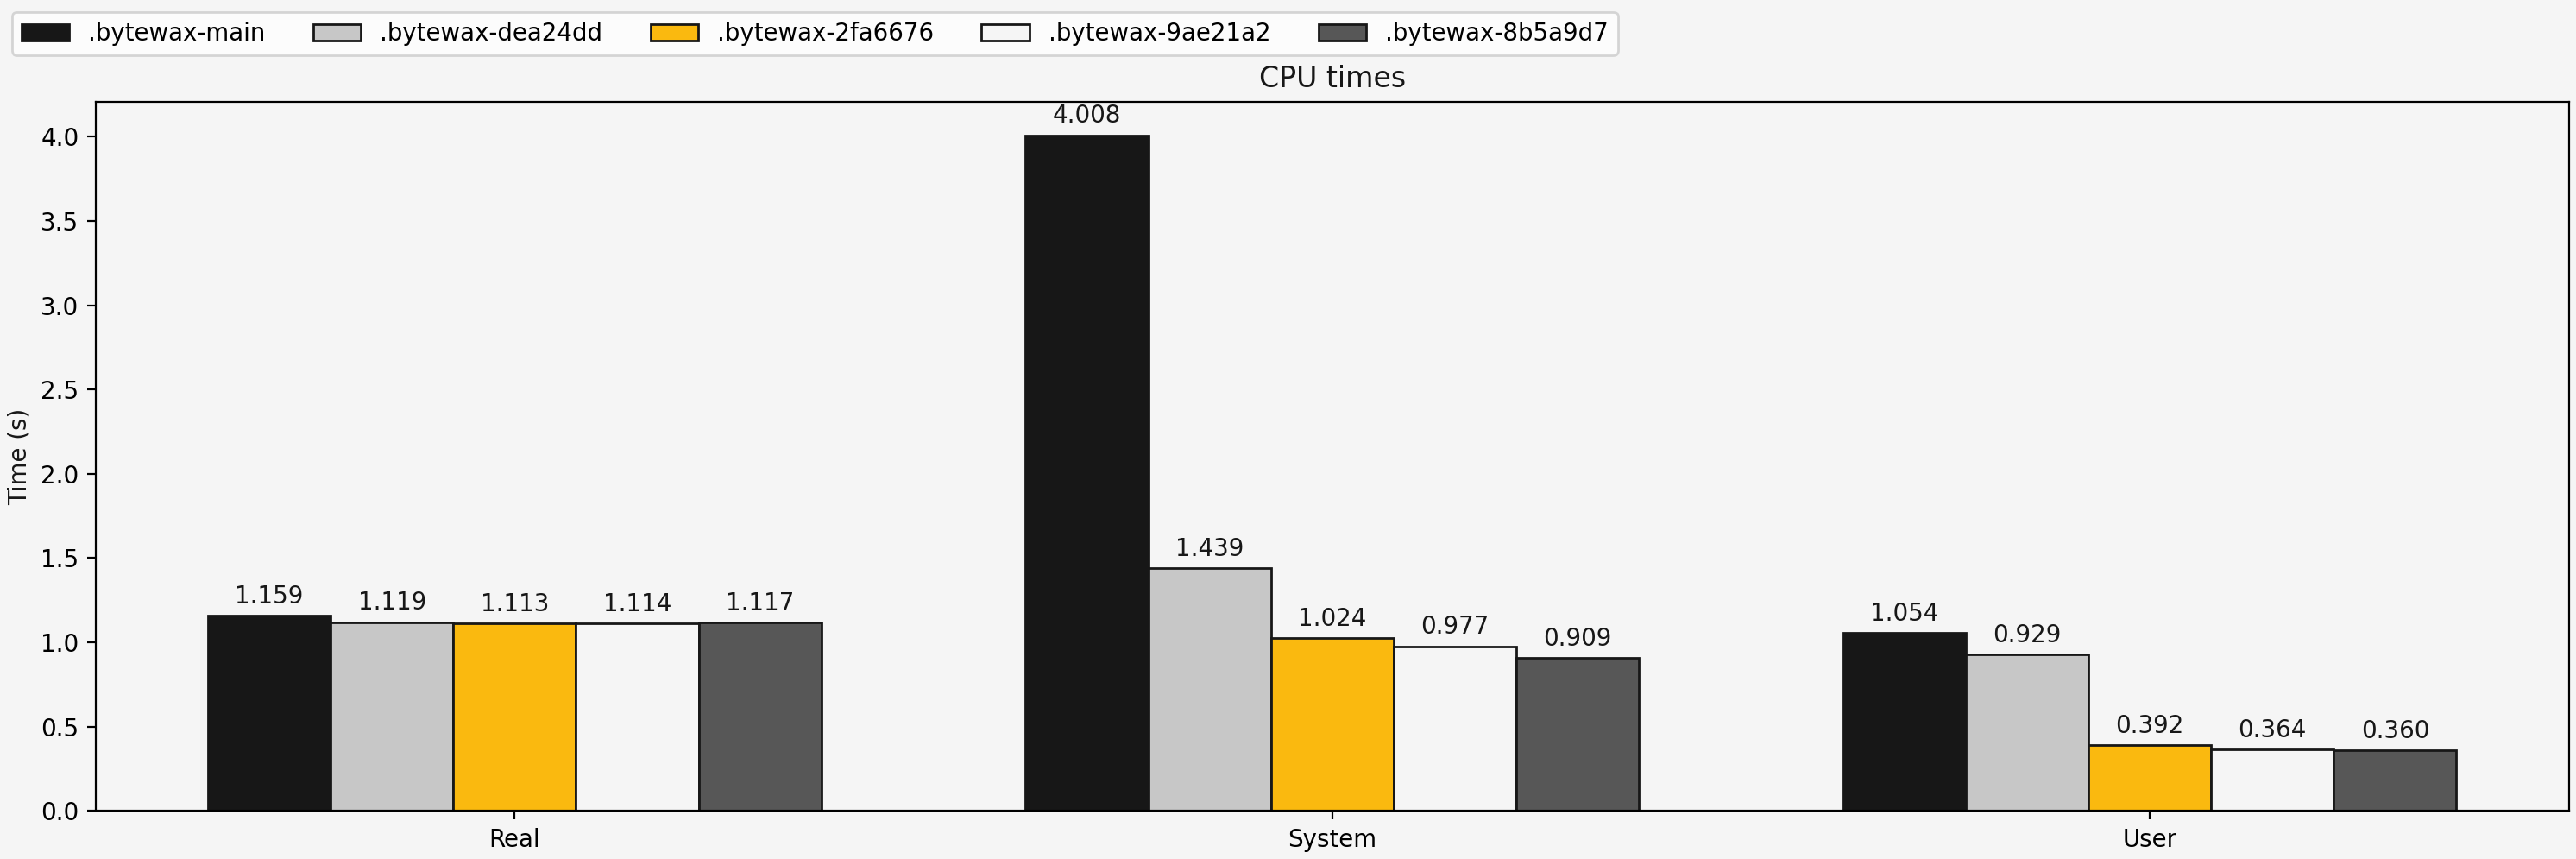 .bytewax-main .bytewax-dea24dd .bytewax-2fa6676 .bytewax-9ae21a2 .bytewax-8b5a9d7
CPU times
Time (s)
4.0
3.5
3.0
2.5
2.0
1.5
1.0
0.5
0.0
1.159 1.119 1.113 1.114 1.117
4.008 1.439 1.024 0.977 0.909
1.054 0.929 0.392 0.364 0.360
Real System User